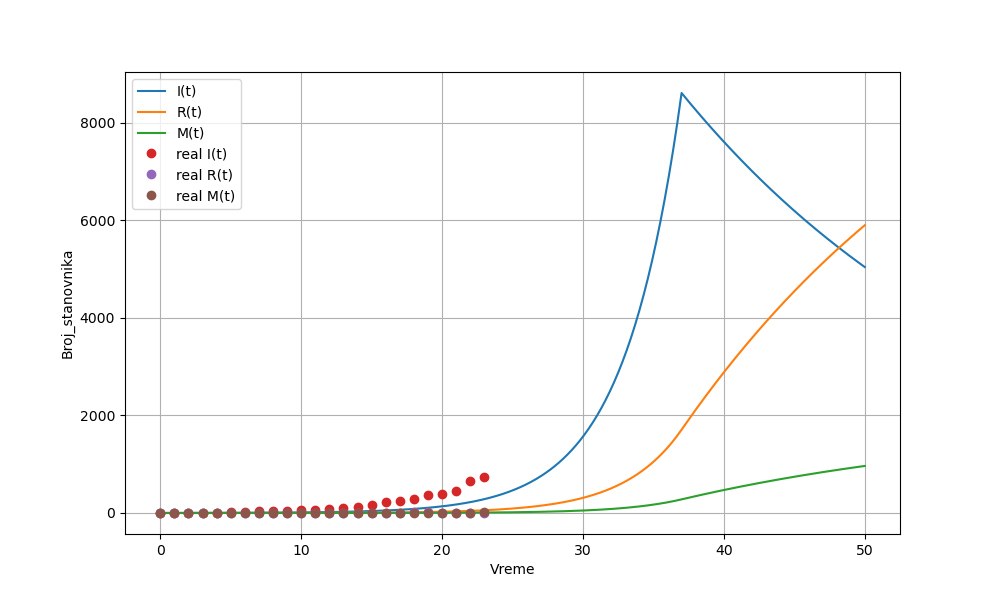 I(t)
R(t)
M(t)
real I(t)
real R(t)
real M(t)
8000
6000
4000
2000
0
Broj_stanovnika
0 10 20 30 40 50
Vreme